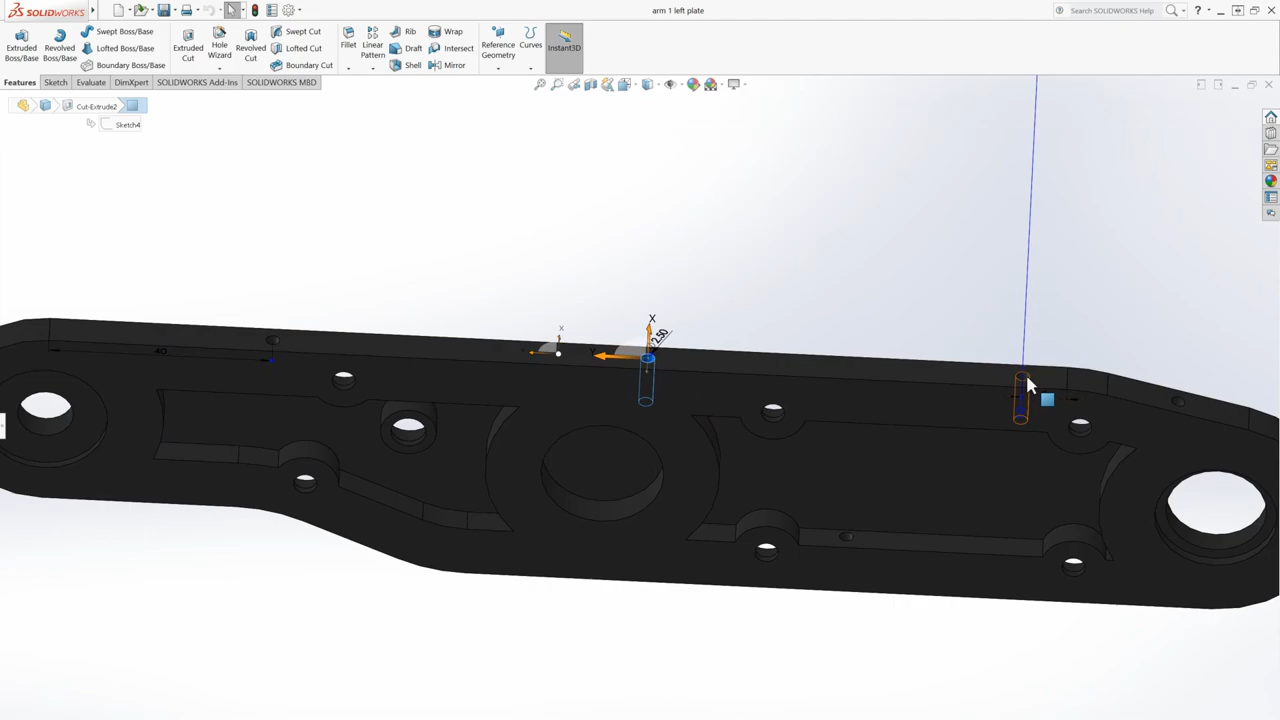 SOLIDWORKS
arm 1 left plate
Search SOLIDWORKS Help
Extruded Boss/Base
Revolved Boss/Base
Swept Boss/Base
Lofted Boss/Base
Boundary Boss/Base
Extruded Cut
Hole Wizard
Revolved Cut
Swept Cut
Lofted Cut
Boundary Cut
Fillet
Linear Pattern
Rib
Draft
Shell
Wrap
Intersect
Mirror
Reference Geometry
Curves
Instant3D
Features
Sketch
Evaluate
DimXpert
SOLIDWORKS Add-Ins
SOLIDWORKS MBD
Cut-Extrude2
Sketch4
X
X
2.50
Y
40